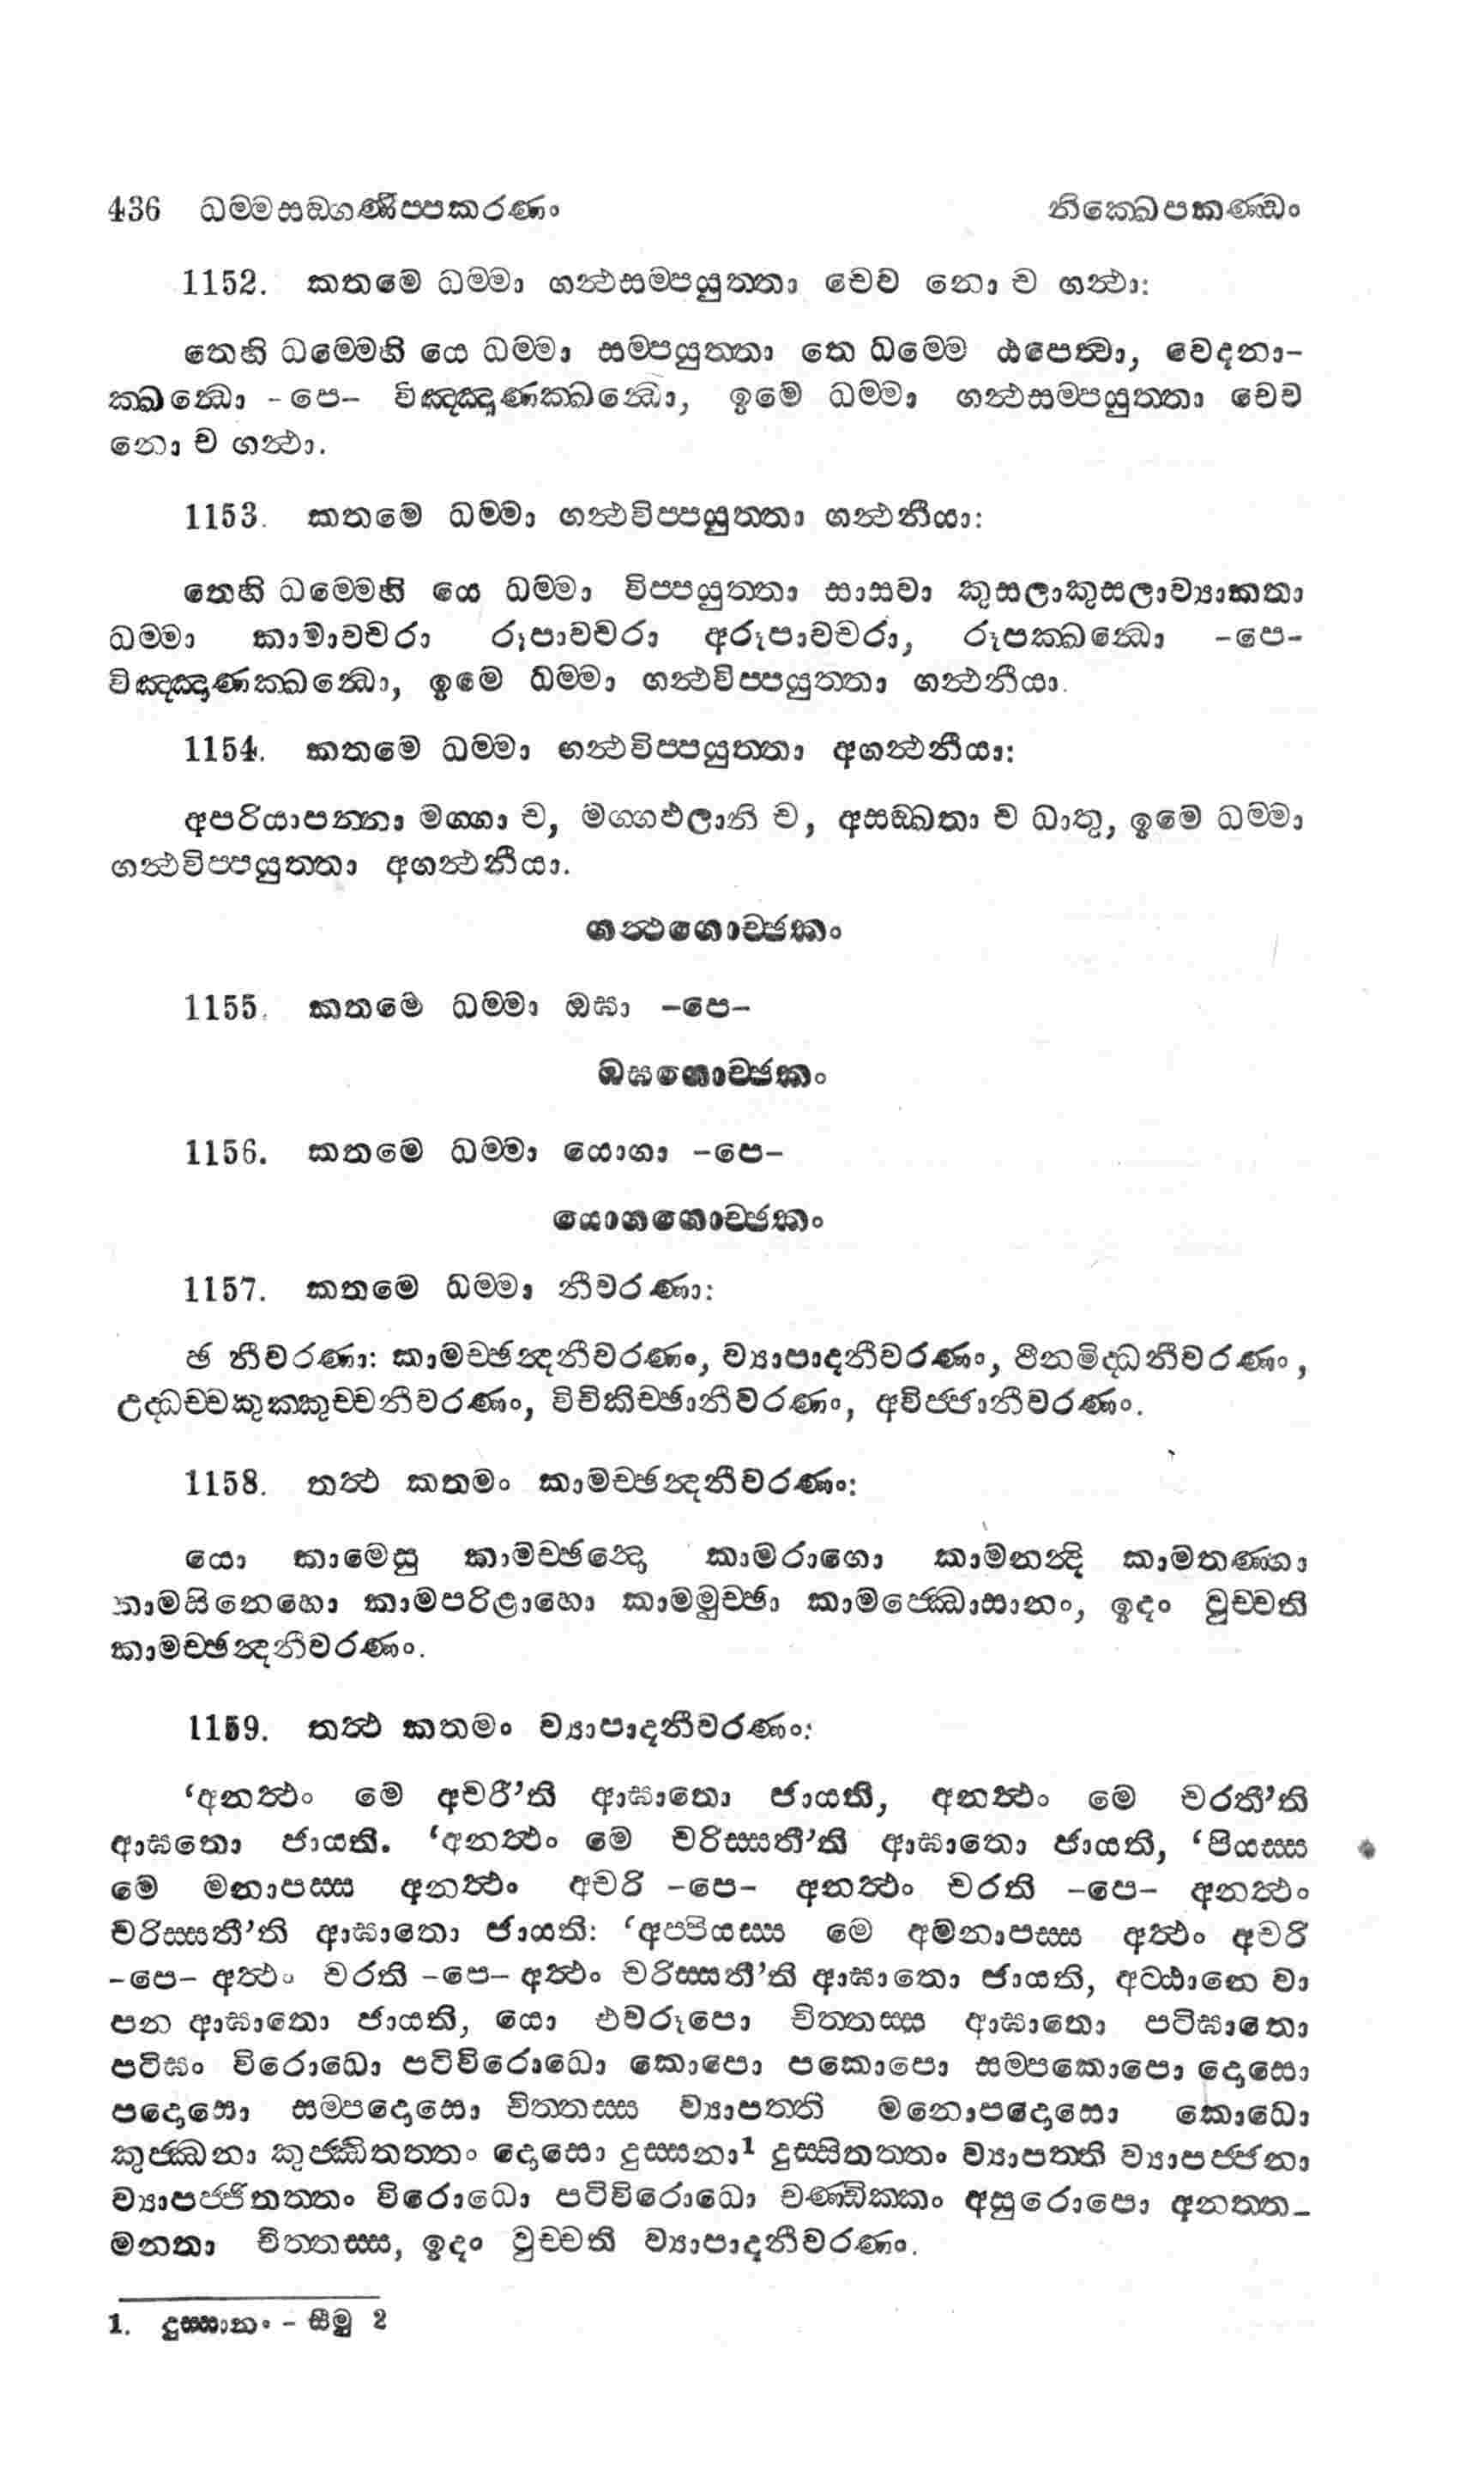 436 ධම්මසඞ්ගණිප්පකරණං නික්ඛෙපකණ්ඩං
1152. කතමෙ ධම්මා ගන්ථසම්පයුත්තා චෙව නො ච ගන්ථා:
තෙහි ධම්මෙහි යෙ ධම්මා සම්පයුත්තා තෙ ධම්මෙ ඨපෙත්වා, වෙදනා-
ක්ඛන්ධො -පෙ- විඤ්ඤාණක්ඛන්ධො, ඉමෙ ධම්මා ගන්ථසම්පයුත්තා චෙව
නො ච ගන්ථා.
1153. කතමෙ ධම්මා ගන්ථවිප්පයුත්තා ගන්ථනීයා:
තෙහි ධම්මෙහි යෙ ධම්මා විප්පයුත්තා සාසවා කුසලාකුසලාව්‍යාකතා
ධම්මා කාමාවචරා රූපාවචරා අරූපාවචරා, රූපක්ඛන්ධො -පෙ-
විඤ්ඤාණක්ඛන්ධො, ඉමෙ ධම්මා ගන්ථවිප්පයුත්තා ගන්ථනීයා.
1154. කතමෙ ධම්මා ගන්ථවිප්පයුත්තා අගන්ථනීයා:
අපරියාපන්නා මග්ගා ච, මග්ගඵලානි ච, අසඞ්ඛතා ච ධාතු, ඉමෙ ධම්මා
ගන්ථවිප්පයුත්තා අගන්ථනීයා.
ගන්ථගොච්ඡකං
1155. කතමෙ ධම්මා ඔඝා -පෙ-
ඔඝගොච්ඡකං
1156. කතමෙ ධම්මා යොගා -පෙ-
යොගගොච්ඡකං
1157. කතමෙ ධම්මා නීවරණා:
ඡ නීවරණා: කාමච්ඡන්දනීවරණං, ව්‍යාපාදනීවරණං, ථීනමිද්ධනීවරණං,
උද්ධච්චකුක්කුච්චනීවරණං, විචිකිච්ඡානීවරණං, අවිජ්ජානීවරණං.
1158. තත්‍ථ කතමං කාමච්ඡන්දනීවරණං:
යො කාමෙසු කාමච්ඡන්දො කාමරාගො කාමනන්දි කාමතණ්හා
කාමසිනෙහො කාමපරිළාහො කාමමුච්ඡා කාමජ්ඣොසානං, ඉදං වුච්චති
කාමච්ඡන්දනීවරණං.
1159. තත්‍ථ කතමං ව්‍යාපාදනීවරණං:
‘අනත්‍ථං මෙ අචරී’ති ආඝාතො ජායති, අනත්‍ථං මෙ චරතී’ති
ආඝතො ජායති. ‘අනත්‍ථං මෙ චරිස්සතී’ති ආඝාතො ජායති, ‘පියස්ස
මෙ මනාපස්ස අනත්‍ථං අචරි -පෙ- අනත්‍ථං චරති -පෙ- අනත්‍ථං
චරිස්සතී’ති ආඝාතො ජායති: ‘අප්පියස්ස මෙ අමනාපස්ස අත්‍ථං අචරි
-පෙ- අත්‍ථං චරති -පෙ- අත්‍ථං චරිස්සතී’ති ආඝාතො ජායති, අට්ඨානෙ වා
පන ආඝාතො ජායති, යො එවරූපො චිත්තස්ස ආඝාතො පටිඝාතො
පටිඝං විරොධො පටිවිරොධො කොපො පකොපො සම්පකොපො දොසො
පදොසො සම්පදොසො චිත්තස්ස ව්‍යාපත්ති මනොපදොසො කොධො
කුජ්ඣනා කුජ්ඣිතත්තං දොසො දුස්සනා1 දුස්සිතත්තං ව්‍යාපත්ති ව්‍යාපජ්ජනා
ව්‍යාපජ්ජිතත්තං විරොධො පටිවිරොධො චණ්ඩික්කං අසුරොපො අනත්ත-
මනතා චිත්තස්ස, ඉදං වුච්චති ව්‍යාපාදනීවරණං.
1. දුස්සානං - සීමු 2